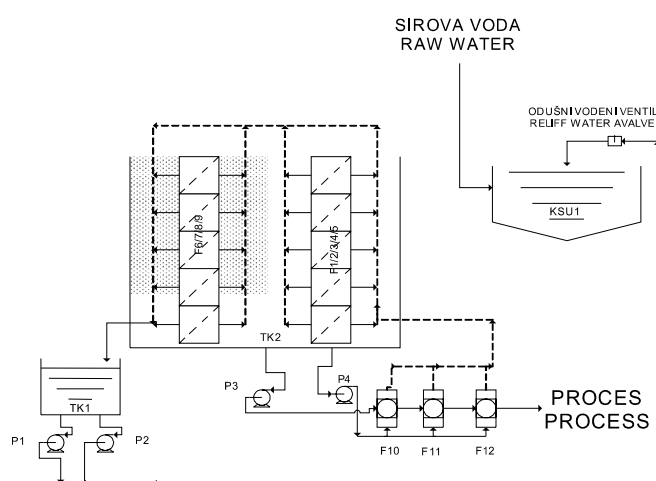 SIROVA VODA
RAW WATER
ODUŠNI VODENI VENTIL
RELIFF WATER AVALVE
KSU1
F6/7/8/9
F1/2/3/4/5
TK2
TK1
P3
P4
PROCES
PROCESS
P1
P2
F10
F11
F12